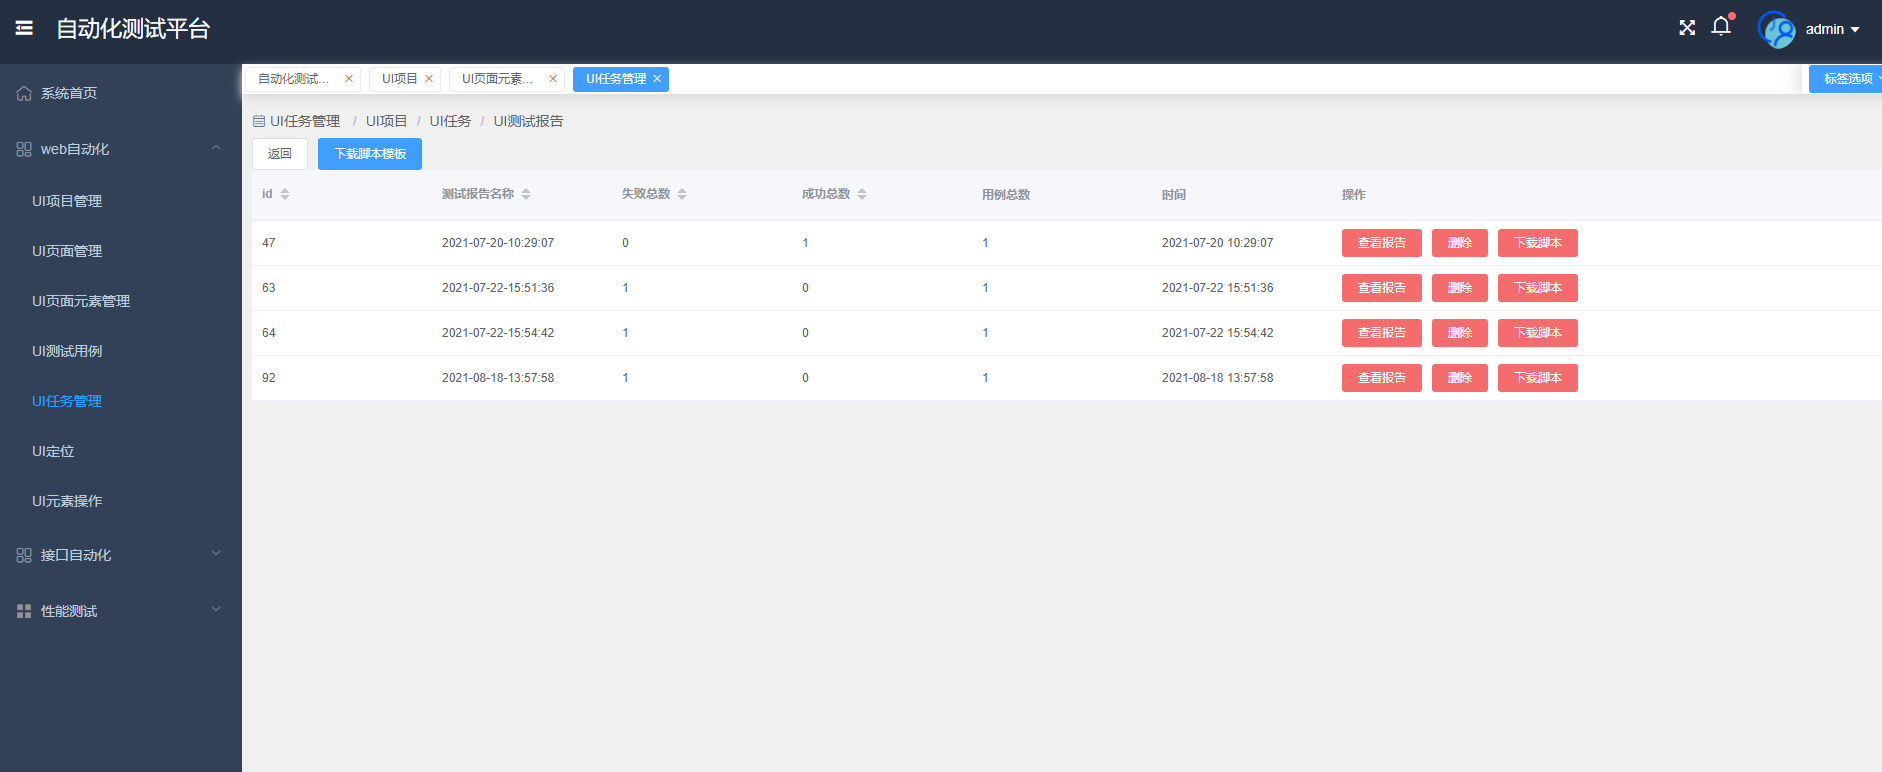 自动化测试平台
admin
系统首页
web自动化
UI项目管理
UI页面管理
UI页面元素管理
UI测试用例
UI任务管理
UI定位
UI元素操作
接口自动化
性能测试
自动化测试... UI项目 UI页面元素... UI任务管理 标签选项
UI任务管理 / UI项目 / UI任务 / UI测试报告
返回 下载脚本模板
id 测试报告名称 失败总数 成功总数 用例总数 时间 操作
47 2021-07-20-10:29:07 0 1 1 2021-07-20 10:29:07 查看报告 删除 下载脚本
63 2021-07-22-15:51:36 1 0 1 2021-07-22 15:51:36 查看报告 删除 下载脚本
64 2021-07-22-15:54:42 1 0 1 2021-07-22 15:54:42 查看报告 删除 下载脚本
92 2021-08-18-13:57:58 1 0 1 2021-08-18 13:57:58 查看报告 删除 下载脚本